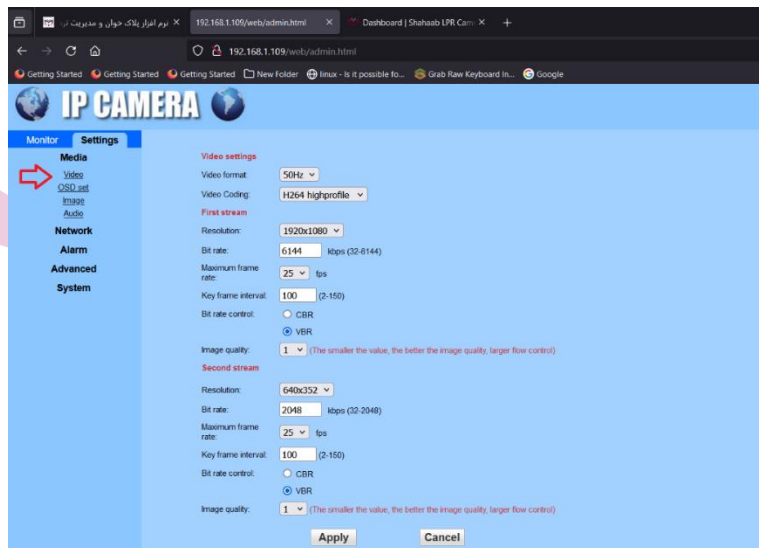 نرم افزار پلاک خوان و مدیریت تر
192.168.1.109/web/admin.html
Dashboard | Shahaab LPR Cam
192.168.1.109/web/admin.html
Getting Started Getting Started Getting Started New Folder linux - Is it possible fo... Grab Raw Keyboard In... Google
IP CAMERA
Monitor Settings
Media
Video
OSD set
Image
Audio
Network
Alarm
Advanced
System
Video settings
Video format: 50Hz
Video Coding: H264 highprofile
First stream
Resolution: 1920x1080
Bit rate: 6144 kbps (32-6144)
Maximum frame rate: 25 fps
Key frame interval: 100 (2-150)
Bit rate control: CBR
VBR
Image quality: 1 (The smaller the value, the better the image quality, larger flow control)
Second stream
Resolution: 640x352
Bit rate: 2048 kbps (32-2048)
Maximum frame rate: 25 fps
Key frame interval: 100 (2-150)
Bit rate control: CBR
VBR
Image quality: 1 (The smaller the value, the better the image quality, larger flow control)
Apply Cancel